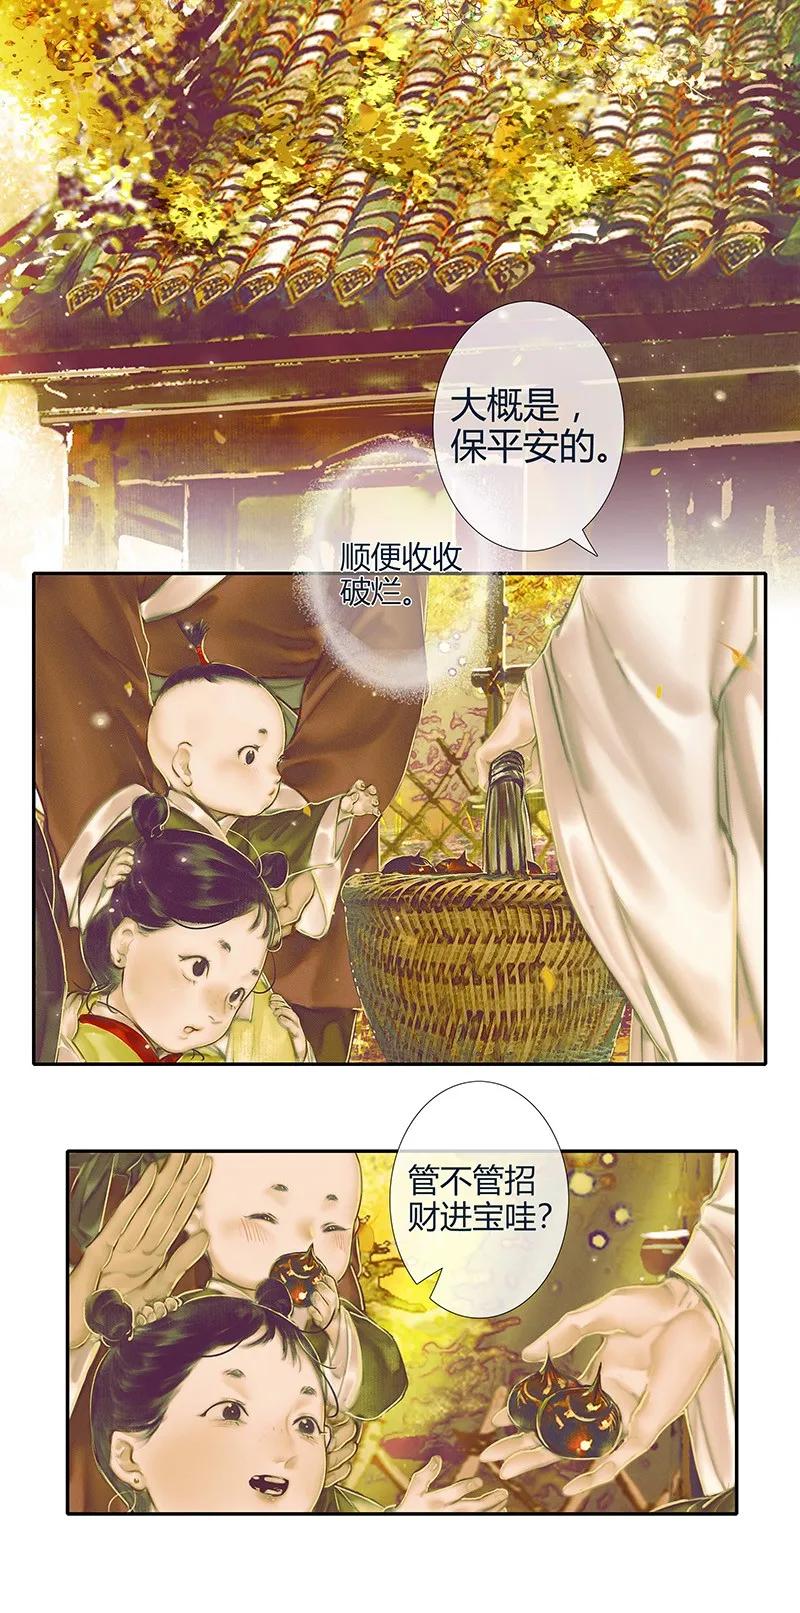 大概是，
保平安的。
顺便收收
破烂。
管不管招
财进宝哇？